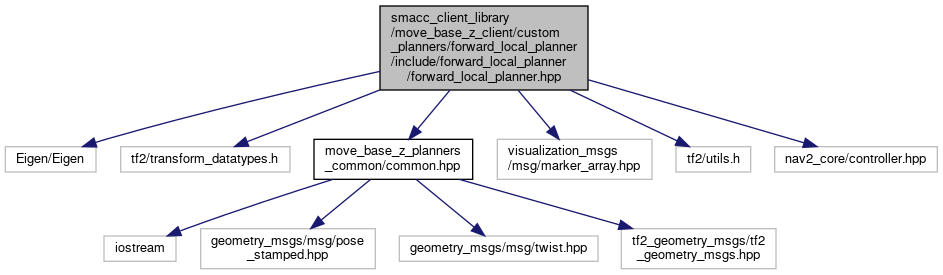 smacc_client_library
/move_base_z_client/custom
_planners/forward_local_planner
/include/forward_local_planner
/forward_local_planner.hpp
Eigen/Eigen
tf2/transform_datatypes.h
move_base_z_planners
_common/common.hpp
visualization_msgs
/msg/marker_array.hpp
tf2/utils.h
nav2_core/controller.hpp
iostream
geometry_msgs/msg/pose
_stamped.hpp
geometry_msgs/msg/twist.hpp
tf2_geometry_msgs/tf2
_geometry_msgs.hpp